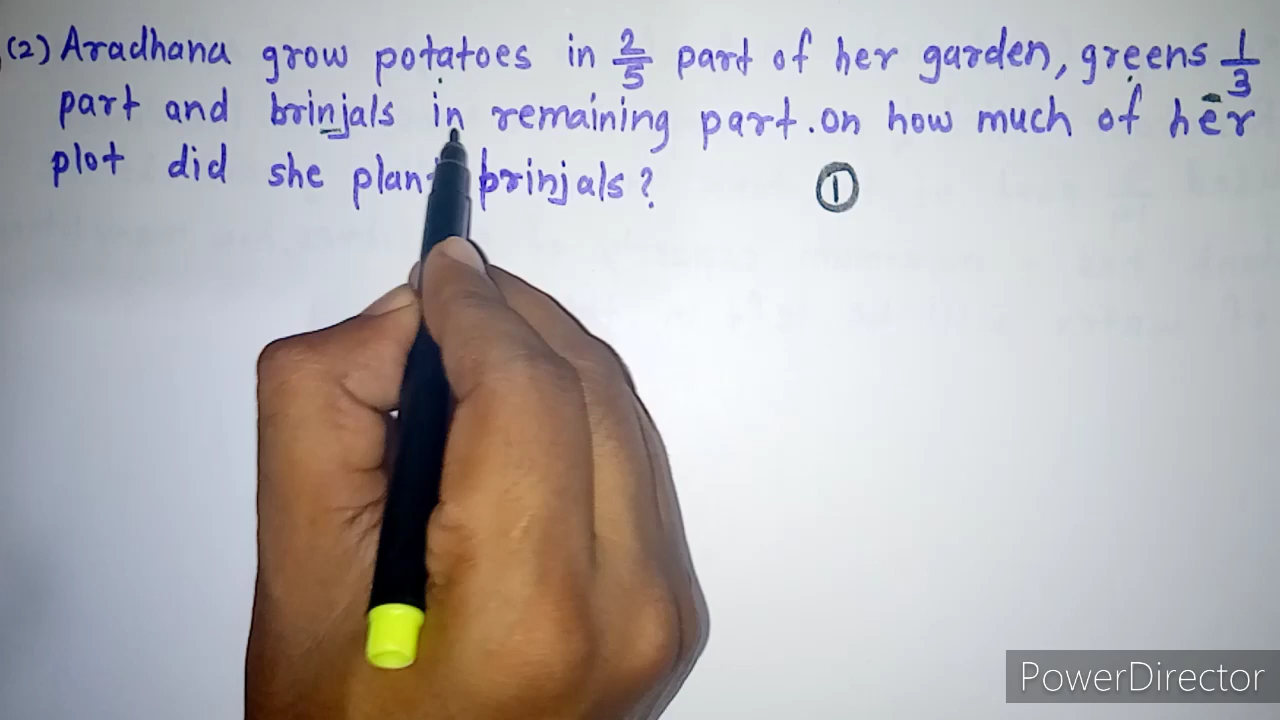 (2) Aradhana grow potatoes in 2/5 part of her garden, greens 1/3
part and brinjals in remaining part. on how much of her
plot did she plant brinjals?
①
PowerDirector